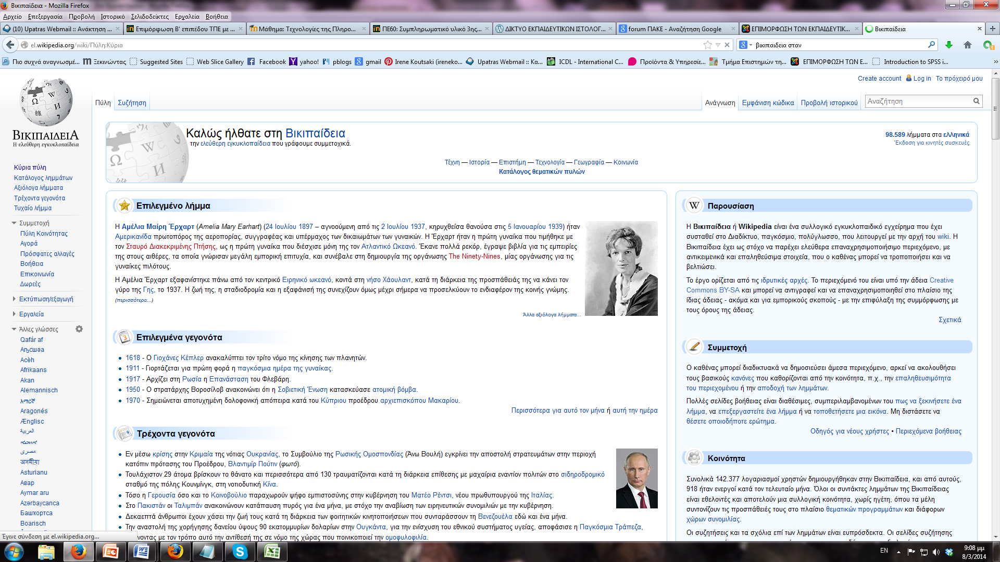 Βικιπαίδεια - Mozilla Firefox
Αρχείο Επεξεργασία Προβολή Ιστορικό Σελιδοδείκτες Εργαλεία Βοήθεια
(10) Upatras Webmail :: Ανάκτηση ...
Επιμόρφωση Β' επιπέδου ΤΠΕ με ...
Μάθημα: Τεχνολογίες της Πληρο...
ΠΕ60: Συμπληρωματικό υλικό 3ης...
ΔΙΚΤΥΟ ΕΚΠΑΙΔΕΥΤΙΚΩΝ ΙΣΤΟΛΟΓ...
forum ΠΑΚΕ - Αναζήτηση Google
ΕΠΙΜΟΡΦΩΣΗ ΤΩΝ ΕΚΠΑΙΔΕΥΤΙΚ...
Βικιπαίδεια
el.wikipedia.org/wiki/Πύλη:Κύρια
βικιπαιδεια σταν
Πιο συχνά αναγνωσμέ... Ξεκινώντας Suggested Sites Web Slice Gallery Facebook yahoo! pblogs gmail Irene Koutsaki (ireneko... Upatras Webmail :: Κα... ICDL - International C... Προϊόντα & Υπηρεσίε... Τμήμα Επιστημών τη... ΕΠΙΜΟΡΦΩΣΗ ΤΩΝ Ε... Introduction to SPSS i... »
Create account Log in Το πρόχειρό μου
Πύλη Συζήτηση
Ανάγνωση Εμφάνιση κώδικα Προβολή ιστορικού Αναζήτηση
ΒΙΚΙΠΑΙΔΕΙΑ
Η ελεύθερη εγκυκλοπαίδεια
Κύρια πύλη
Κατάλογος λημμάτων
Αξιόλογα λήμματα
Τρέχοντα γεγονότα
Τυχαίο λήμμα
Συμμετοχή
Πύλη Κοινότητας
Αγορά
Πρόσφατες αλλαγές
Βοήθεια
Επικοινωνία
Δωρεές
Εκτύπωση/εξαγωγή
Εργαλεία
Άλλες γλώσσες
Qafár af
Аҧсшәа
Acèh
Afrikaans
Akan
Alemannisch
አማርኛ
Aragonés
Ænglisc
العربية
ܐܪܡܝܐ
مصرى
অসমীয়া
Asturianu
Авар
Aymar aru
Azərbaycanca
Башҡортса
Boarisch
Καλώς ήλθατε στη Βικιπαίδεια
την ελεύθερη εγκυκλοπαίδεια που γράφουμε συμμετοχικά.
98.589 λήμματα στα ελληνικά
Έκδοση για κινητές συσκευές
Τέχνη — Ιστορία — Επιστήμη — Τεχνολογία — Γεωγραφία — Κοινωνία
Κατάλογος θεματικών πυλών
Επιλεγμένο λήμμα
Η Αμέλια Μαίρη Έρχαρτ (Amelia Mary Earhart) (24 Ιουλίου 1897 – αγνοούμενη από τις 2 Ιουλίου 1937, κηρυχθείσα θανούσα στις 5 Ιανουαρίου 1939) ήταν
Αμερικανίδα πρωτοπόρος της αεροπορίας, συγγραφέας και υπέρμαχος των δικαιωμάτων των γυναικών. Η Έρχαρτ ήταν η πρώτη γυναίκα που τιμήθηκε με
τον Σταυρό Διακεκριμένης Πτήσης, ως η πρώτη γυναίκα που διέσχισε μόνη της τον Ατλαντικό Ωκεανό. Έκανε πολλά ρεκόρ, έγραψε βιβλία για τις εμπειρίες
της στους αιθέρες, τα οποία γνώρισαν μεγάλη εμπορική επιτυχία, και συνέβαλε στη δημιουργία της οργάνωσης The Ninety-Nines, μίας οργάνωσης για τις
γυναίκες πιλότους.
Η Αμέλια Έρχαρτ εξαφανίστηκε πάνω από τον κεντρικό Ειρηνικό ωκεανό, κοντά στη νήσο Χάουλαντ, κατά τη διάρκεια της προσπάθειάς της να κάνει τον
γύρο της Γης, το 1937. Η ζωή της, η σταδιοδρομία και η εξαφάνισή της συνεχίζουν όμως μέχρι σήμερα να προσελκύουν το ενδιαφέρον της κοινής γνώμης.
(περισσότερα...)
Άλλα αξιόλογα λήμματα...
Επιλεγμένα γεγονότα
1618 - Ο Γιοχάνες Κέπλερ ανακαλύπτει τον τρίτο νόμο της κίνησης των πλανητών.
1911 - Γιορτάζεται για πρώτη φορά η παγκόσμια ημέρα της γυναίκας.
1917 - Αρχίζει στη Ρωσία η Επανάσταση του Φλεβάρη.
1950 - Ο στρατάρχης Βοροσίλοβ ανακοινώνει ότι η Σοβιετική Ένωση κατασκεύασε ατομική βόμβα.
1970 - Σημειώνεται αποτυχημένη δολοφονική απόπειρα κατά του Κύπριου προέδρου αρχιεπισκόπου Μακαρίου.
Περισσότερα για αυτό τον μήνα ή αυτή την ημέρα
Τρέχοντα γεγονότα
Εν μέσω κρίσης στην Κριμαία της νότιας Ουκρανίας, το Συμβούλιο της Ρωσικής Ομοσπονδίας (Άνω Βουλή) εγκρίνει την αποστολή στρατευμάτων στην περιοχή
κατόπιν πρότασης του Προέδρου, Βλαντιμίρ Πούτιν (φωτό).
Τουλάχιστον 29 άτομα βρίσκουν το θάνατο και περισσότερα από 130 τραυματίζονται κατά τη διάρκεια επίθεσης με μαχαίρια εναντίον πολιτών στο σιδηροδρομικό
σταθμό της πόλης Κουνμίνγκ, στη νοτιοδυτική Κίνα.
Τόσο η Γερουσία όσο και το Κοινοβούλιο παραχωρούν ψήφο εμπιστοσύνης στην κυβέρνηση του Ματέο Ρέντσι, νέου πρωθυπουργού της Ιταλίας.
Στο Πακιστάν οι Ταλιμπάν ανακοινώνουν κατάπαυση πυρός για ένα μήνα, με στόχο την αναβίωση των ειρηνευτικών συνομιλιών με την κυβέρνηση.
Δεκαεπτά άνθρωποι έχουν χάσει την ζωή τους κατά τη διάρκεια των φοιτητικών κινητοποιήσεων που συνταράσσουν τη Βενεζουέλα εδώ και ένα μήνα.
Την αναστολή της χορήγησης δανείου ύψους 90 εκατομμυρίων δολαρίων στην Ουγκάντα, για την ενίσχυση του εθνικού συστήματος υγείας, αποφάσισε η Παγκόσμια Τράπεζα,
νοντας με τον τρόπο αυτό την αντίθεσή της σε νόμο της χώρας που ποινικοποιεί την ομοφυλοφιλία.
Παρουσίαση
Η Βικιπαίδεια ή Wikipedia είναι ένα συλλογικό εγκυκλοπαιδικό εγχείρημα που έχει
συσταθεί στο Διαδίκτυο, παγκόσμιο, πολύγλωσσο, που λειτουργεί με την αρχή του wiki. Η
Βικιπαίδεια έχει ως στόχο να παρέχει ελεύθερα επαναχρησιμοποιήσιμο περιεχόμενο, με
αντικειμενικά και επαληθεύσιμα στοιχεία, που ο καθένας μπορεί να τροποποιήσει και να
βελτιώσει.
Το έργο ορίζεται από τις ιδρυτικές αρχές. Το περιεχόμενό του είναι υπό την άδεια Creative
Commons BY-SA και μπορεί να αντιγραφεί και να επαναχρησιμοποιηθεί στο πλαίσιο της
ίδιας άδειας - ακόμα και για εμπορικούς σκοπούς - με την επιφύλαξη της συμμόρφωσης με
τους όρους της άδειας.
Σχετικά
Συμμετοχή
Ο καθένας μπορεί διαδικτυακά να δημοσιεύσει άμεσα περιεχόμενο, αρκεί να ακολουθήσει
τους βασικούς κανόνες που καθορίζονται από την κοινότητα, π.χ., την επαληθευσιμότητα
του περιεχομένου ή την αποδοχή των λημμάτων.
Πολλές σελίδες βοήθειας είναι διαθέσιμες, συμπεριλαμβανομένων του πως να ξεκινήσετε ένα
λήμμα, να επεξεργαστείτε ένα λήμμα ή να τοποθετήσετε μια εικόνα. Μη διστάσετε να
θέσετε οποιοδήποτε ερώτημα.
Οδηγός για νέους χρήστες • Περιεχόμενα βοήθειας
Κοινότητα
Συνολικά 142.377 λογαριασμοί χρηστών δημιουργήθηκαν στην Βικιπαίδεια, και από αυτούς,
918 ήταν ενεργοί κατά τον τελευταίο μήνα. Όλοι οι συντάκτες λημμάτων της Βικιπαίδειας
είναι εθελοντές και αποτελούν μια συλλογική κοινότητα, χωρίς ηγέτη, όπου τα μέλη
συντονίζουν τις προσπάθειές τους στο πλαίσιο θεματικών προγραμμάτων και διάφορων
χώρων συνομιλίας.
Οι συζητήσεις και τα σχόλια επί των λημμάτων είναι ευπρόσδεκτα. Οι σελίδες συζήτησης
Έγινε σύνδεση με el.wikipedia.org...
EN
9:08 μμ
8/3/2014